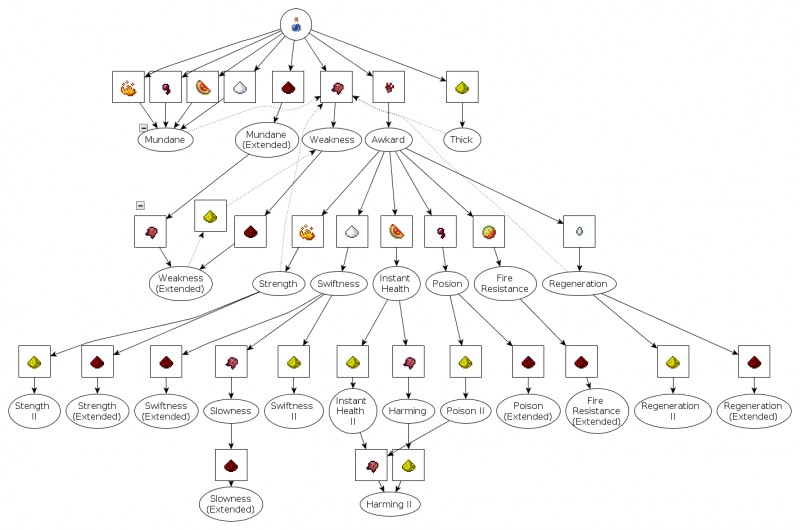 Mundane
Mundane
(Extended)
Weakness
Awkard
Thick
Weakness
(Extended)
Strength
Swiftness
Instant
Health
Posion
Fire
Resistance
Regeneration
Stength
II
Strength
(Extended)
Swiftness
(Extended)
Slowness
Swiftness
II
Instant
Health
II
Harming
Poison II
Poison
(Extended)
Fire
Resistance
(Extended)
Regeneration
II
Regeneration
(Extended)
Slowness
(Extended)
Harming II